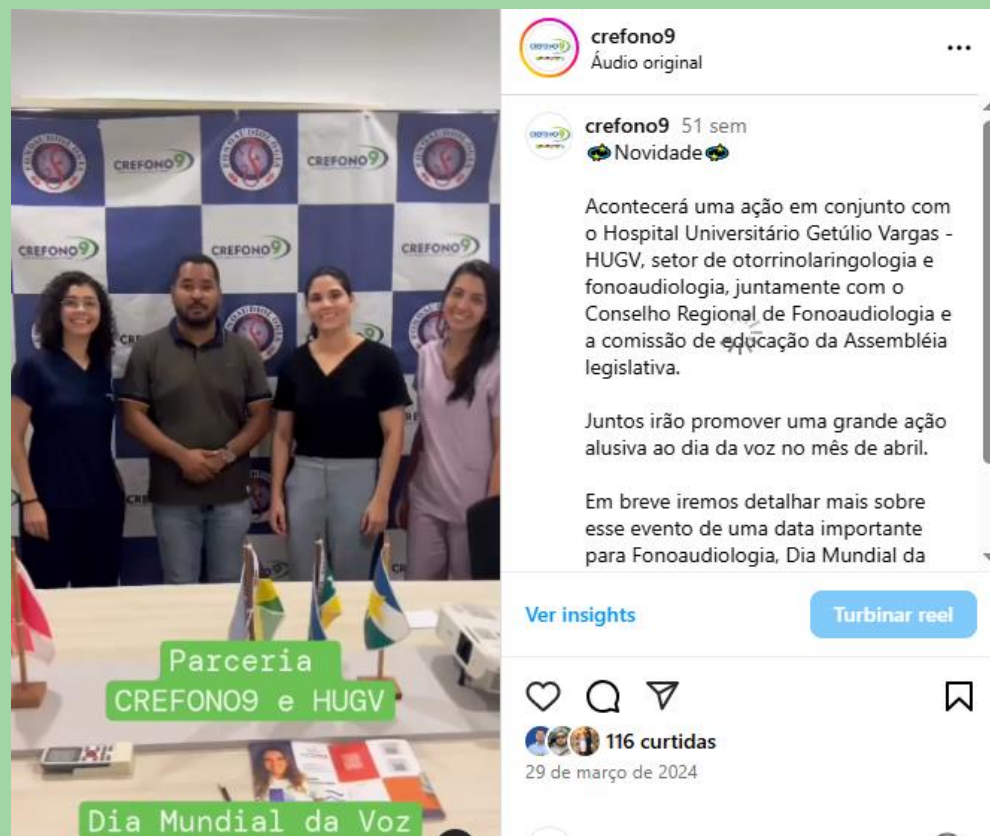 FONOAUDIOLOGIA
CREFONO9
CREFONO9
CREFONO9
CREFONO9
CREFONO9
Parceria
CREFONO9 e HUGV
Dia Mundial da Voz
crefono9
Áudio original
crefono9 51 sem
Novidade
Acontecerá uma ação em conjunto com
o Hospital Universitário Getúlio Vargas -
HUGV, setor de otorrinolaringologia e
fonoaudiologia, juntamente com o
Conselho Regional de Fonoaudiologia e
a comissão de educação da Assembléia
legislativa.
Juntos irão promover uma grande ação
alusiva ao dia da voz no mês de abril.
Em breve iremos detalhar mais sobre
esse evento de uma data importante
para Fonoaudiologia, Dia Mundial da
Ver insights
Turbinar reel
116 curtidas
29 de março de 2024